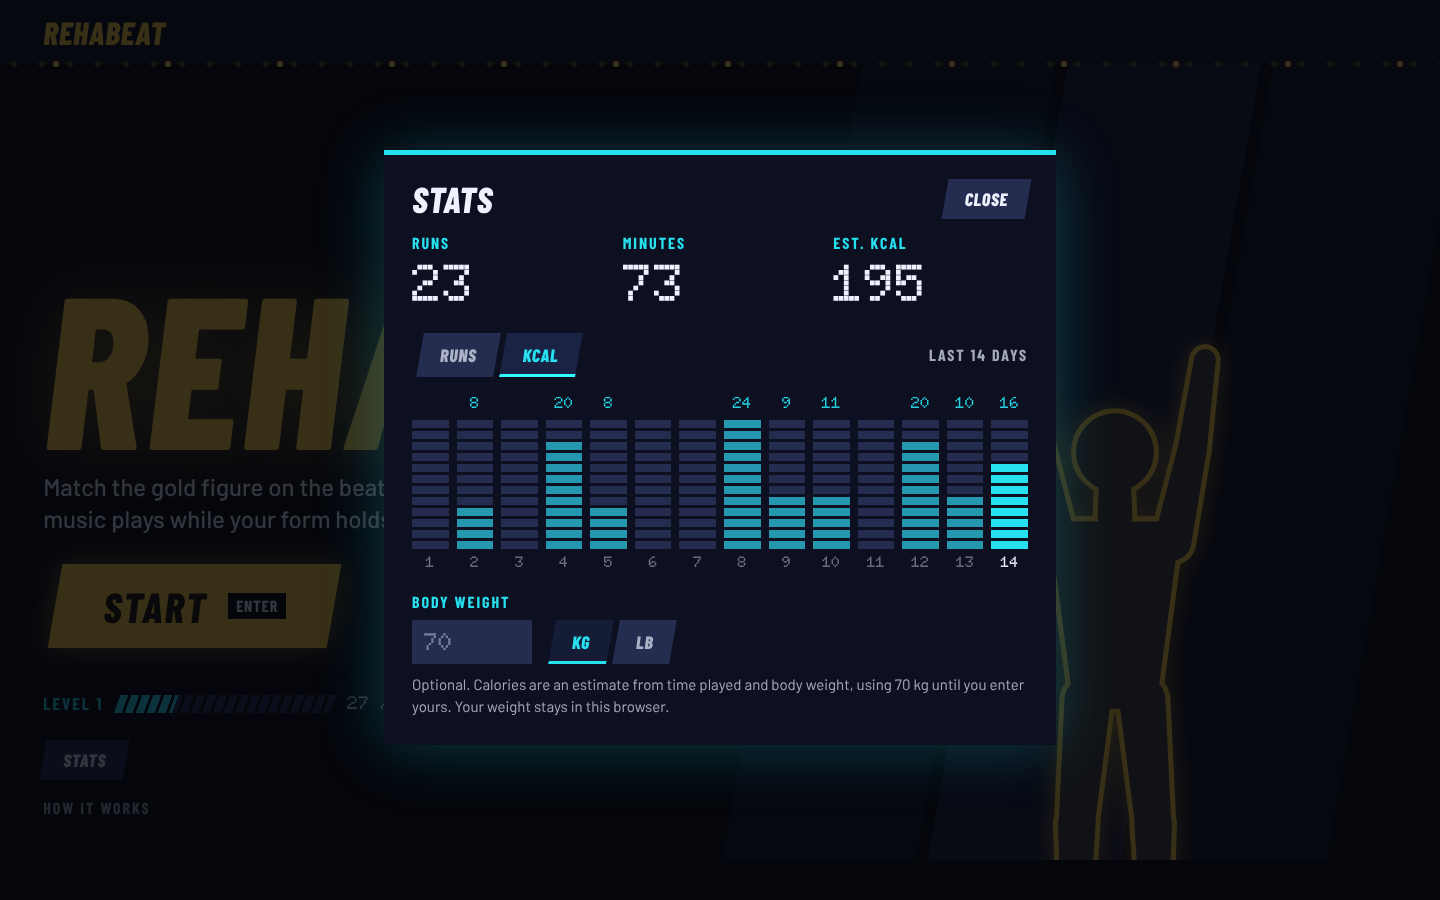 REHABEAT
STATS
CLOSE
RUNS
MINUTES
EST. KCAL
23
73
195
RUNS
KCAL
LAST 14 DAYS
8 20 8 24 9 11 20 10 16
1 2 3 4 5 6 7 8 9 10 11 12 13 14
BODY WEIGHT
70
KG
LB
Optional. Calories are an estimate from time played and body weight, using 70 kg until you enter
yours. Your weight stays in this browser.
REHA
Match the gold figure on the beat
music plays while your form holds
START
ENTER
LEVEL 1
27 /
STATS
HOW IT WORKS